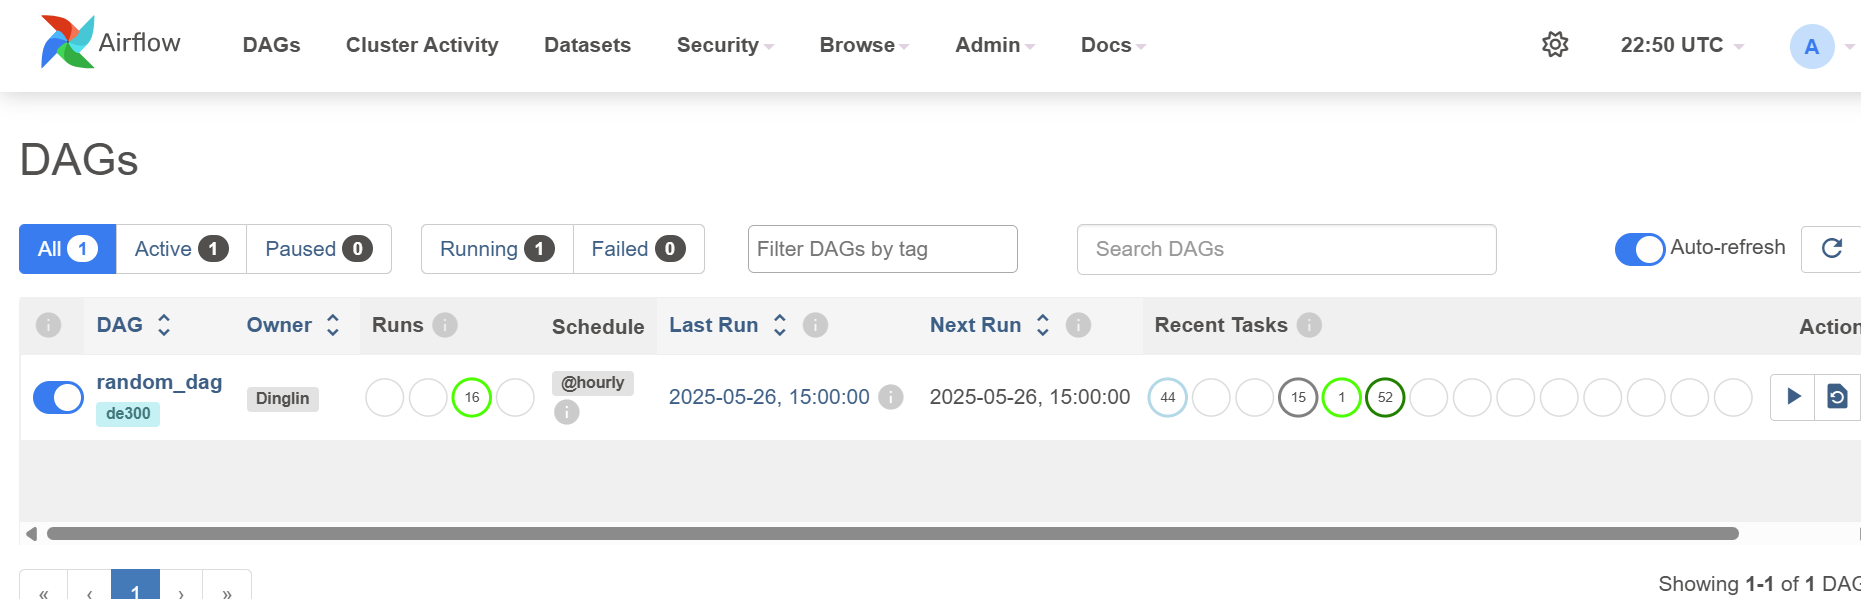 Airflow DAGs Cluster Activity Datasets Security Browse Admin Docs 22:50 UTC A
DAGs
All 1 Active 1 Paused 0 Running 1 Failed 0 Filter DAGs by tag Search DAGs Auto-refresh
i DAG Owner Runs i Schedule Last Run i Next Run i Recent Tasks i Action
random_dag Dinglin 16 @hourly 2025-05-26, 15:00:00 i 2025-05-26, 15:00:00 44 15 1 52
de300 i
« ‹ 1 › » Showing 1-1 of 1 DAG